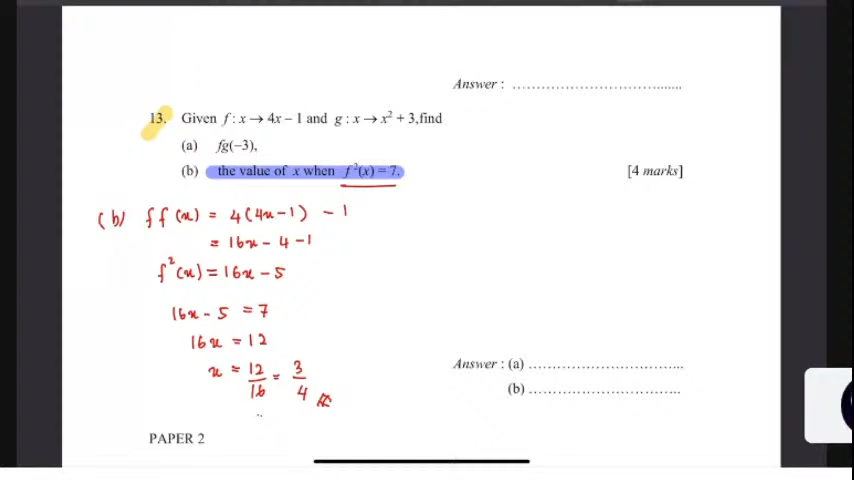 Answer : ...................................
13. Given f : x → 4x – 1 and g : x → x² + 3,find
(a) fg(–3),
(b) the value of x when f ²(x) = 7. [4 marks]
(b) f f (x) = 4(4x-1) - 1
= 16x - 4 - 1
f²(x) = 16x - 5
16x - 5 = 7
16x = 12
x = 12/16 = 3/4
Answer : (a) ...................................
(b) ...................................
PAPER 2